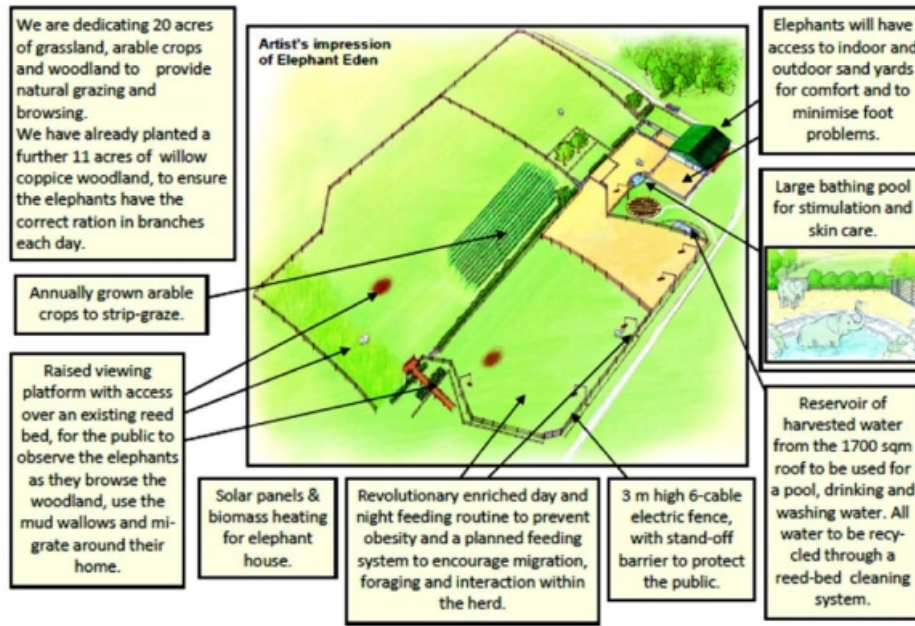 We are dedicating 20 acres
of grassland, arable crops
and woodland to provide
natural grazing and
browsing.
We have already planted a
further 11 acres of willow
coppice woodland, to ensure
the elephants have the
correct ration in branches
each day.
Artist's impression
of Elephant Eden
Elephants will have
access to indoor and
outdoor sand yards
for comfort and to
minimise foot
problems.
Large bathing pool
for stimulation and
skin care.
Annually grown arable
crops to strip-graze.
Raised viewing
platform with access
over an existing reed
bed, for the public to
observe the elephants
as they browse the
woodland, use the
mud wallows and mi-
grate around their
home.
Solar panels &
biomass heating
for elephant
house.
Revolutionary enriched day and
night feeding routine to prevent
obesity and a planned feeding
system to encourage migration,
foraging and interaction within
the herd.
3 m high 6-cable
electric fence,
with stand-off
barrier to protect
the public.
Reservoir of
harvested water
from the 1700 sqm
roof to be used for
a pool, drinking and
washing water. All
water to be recy-
cled through a
reed-bed cleaning
system.